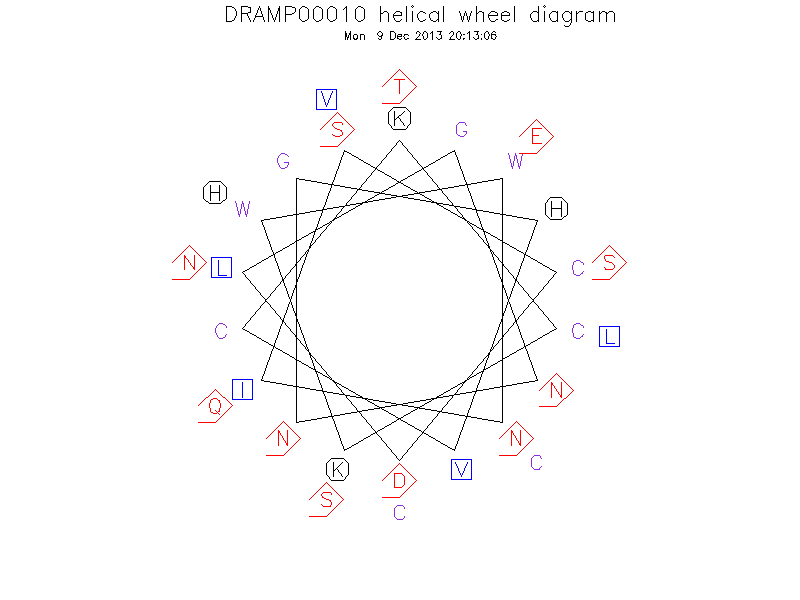 DRAMP00010 helical wheel diagram
Mon 9 Dec 2013 20:13:06
T
V
K
S
G
E
G
W
H
W
H
N
L
C
S
C
C
L
I
N
Q
N
N
K
V
C
D
S
C